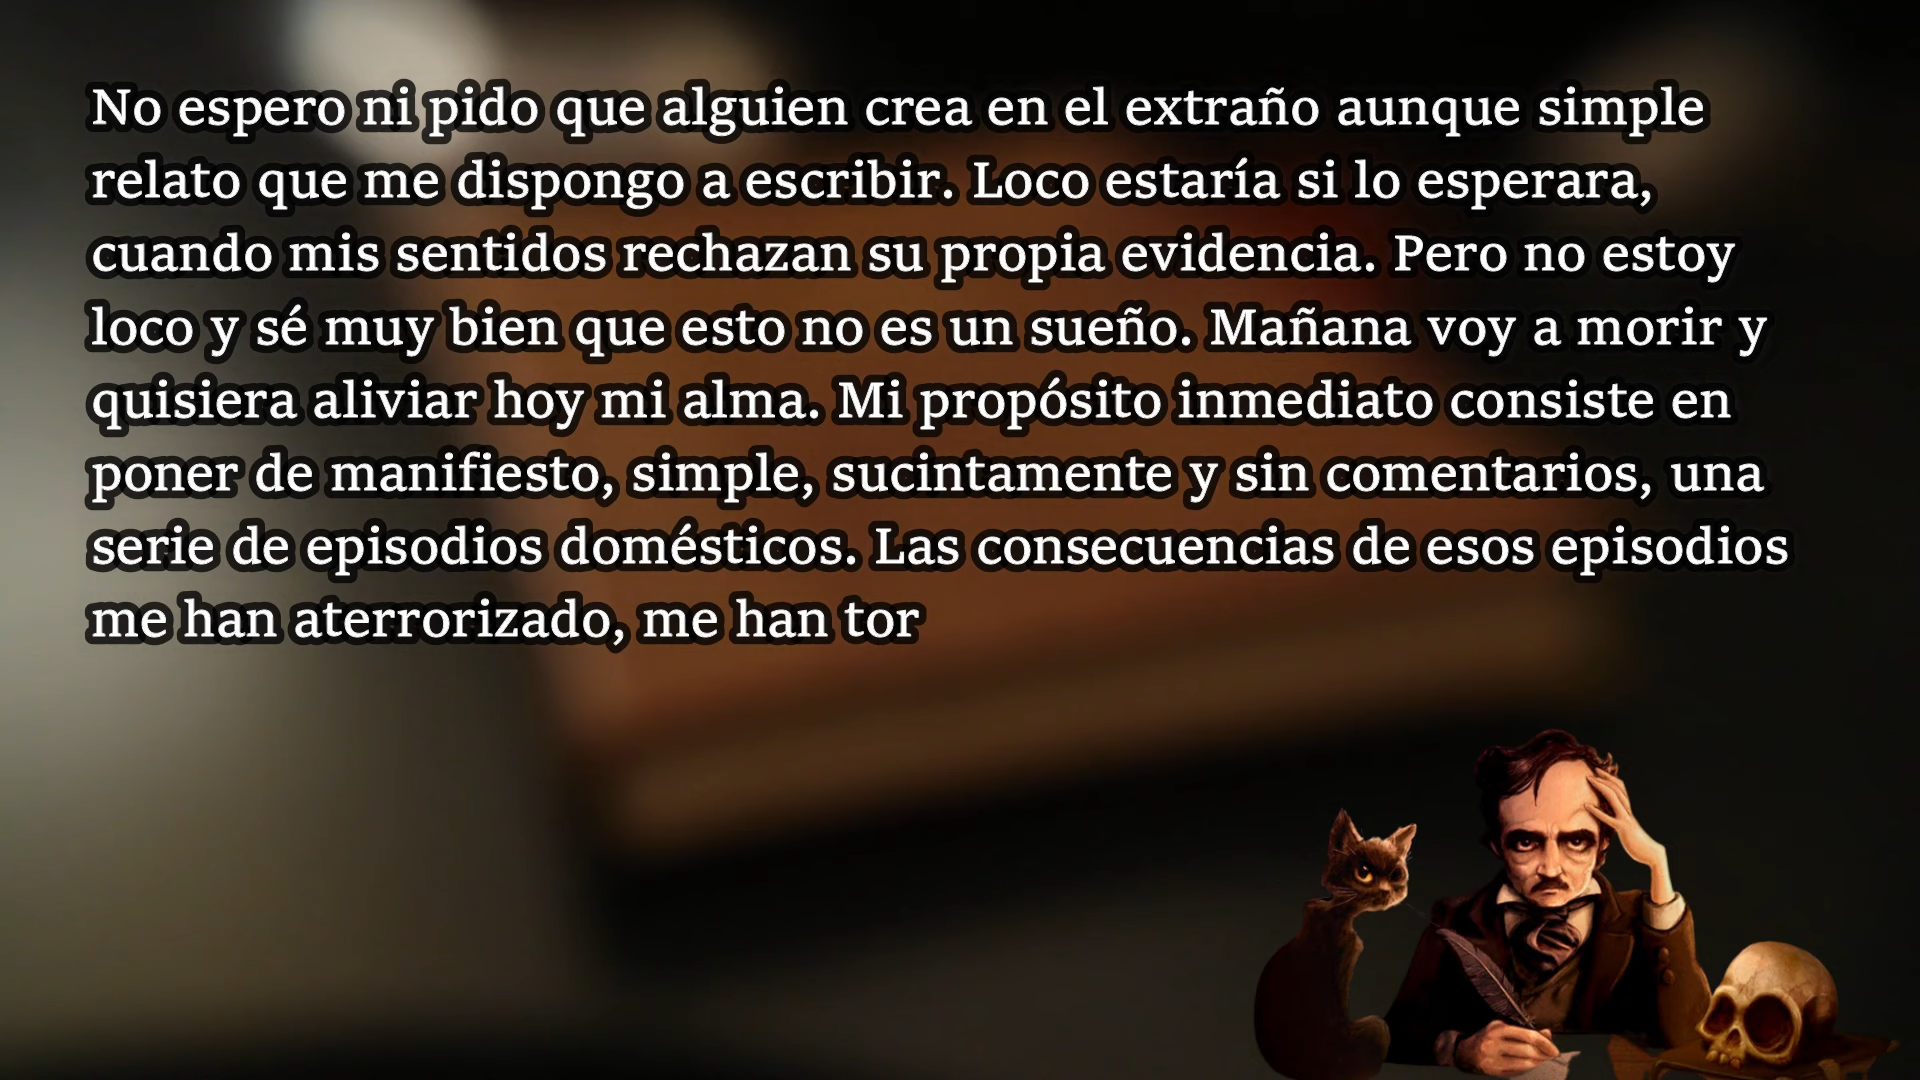 No espero ni pido que alguien crea en el extraño aunque simple
relato que me dispongo a escribir. Loco estaría si lo esperara,
cuando mis sentidos rechazan su propia evidencia. Pero no estoy
loco y sé muy bien que esto no es un sueño. Mañana voy a morir y
quisiera aliviar hoy mi alma. Mi propósito inmediato consiste en
poner de manifiesto, simple, sucintamente y sin comentarios, una
serie de episodios domésticos. Las consecuencias de esos episodios
me han aterrorizado, me han tor